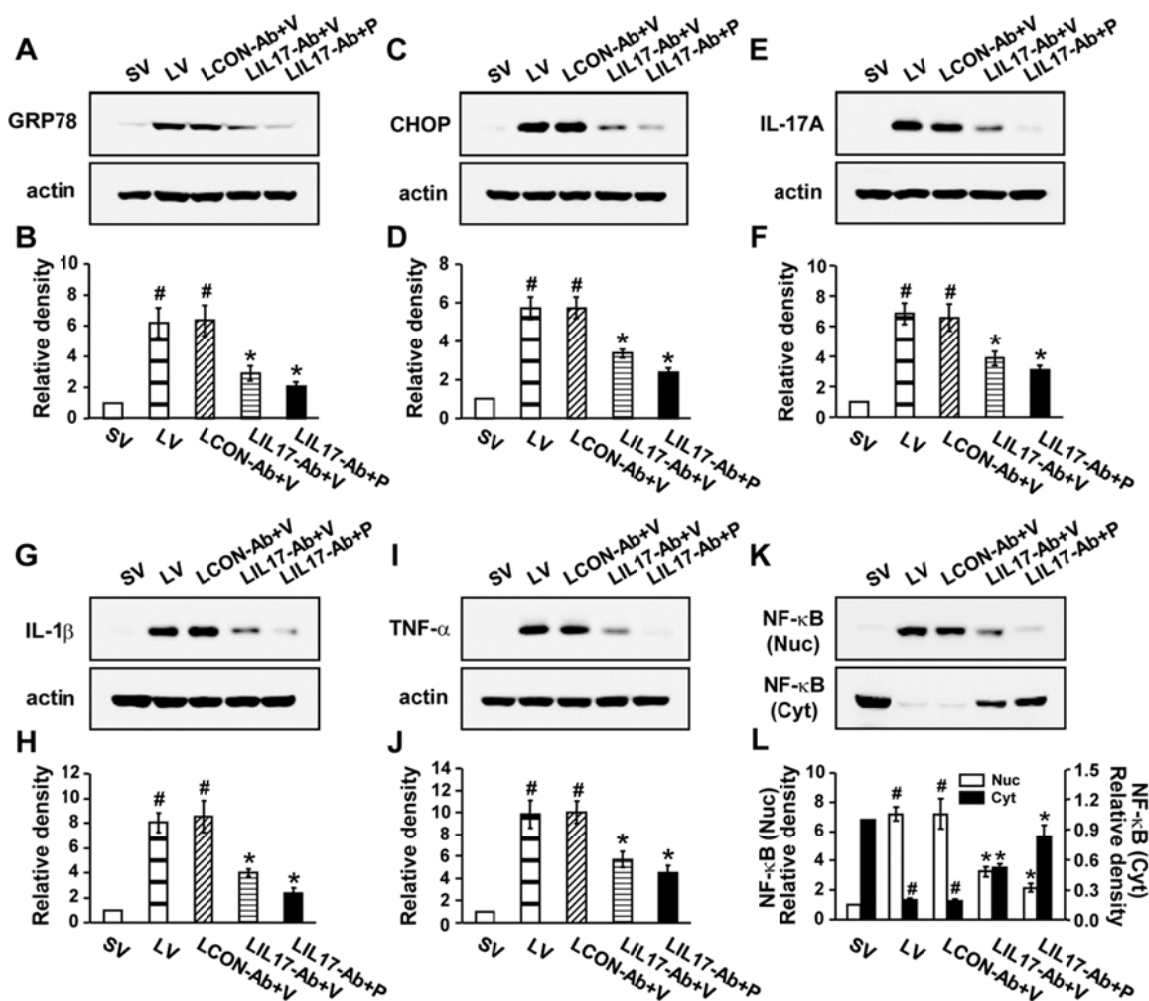 A
SV LV LCON-Ab+V LIL17-Ab+V LIL17-Ab+P
GRP78
actin
B
Relative density
10
8
6
4
2
0
# # * *
SV LV LCON-Ab+V LIL17-Ab+V LIL17-Ab+P
C
SV LV LCON-Ab+V LIL17-Ab+V LIL17-Ab+P
CHOP
actin
D
Relative density
8
6
4
2
0
# # * *
SV LV LCON-Ab+V LIL17-Ab+V LIL17-Ab+P
E
SV LV LCON-Ab+V LIL17-Ab+V LIL17-Ab+P
IL-17A
actin
F
Relative density
10
8
6
4
2
0
# # * *
SV LV LCON-Ab+V LIL17-Ab+V LIL17-Ab+P
G
SV LV LCON-Ab+V LIL17-Ab+V LIL17-Ab+P
IL-1β
actin
H
Relative density
12
10
8
6
4
2
0
# # * *
SV LV LCON-Ab+V LIL17-Ab+V LIL17-Ab+P
I
SV LV LCON-Ab+V LIL17-Ab+V LIL17-Ab+P
TNF-α
actin
J
Relative density
14
12
10
8
6
4
2
0
# # * *
SV LV LCON-Ab+V LIL17-Ab+V LIL17-Ab+P
K
SV LV LCON-Ab+V LIL17-Ab+V LIL17-Ab+P
NF-κB
(Nuc)
NF-κB
(Cyt)
L
NF-κB (Nuc)
Relative density
10
8
6
4
2
0
Nuc
Cyt
# # # # * * * *
1.5
1.2
0.9
0.6
0.3
0.0
NF-κB (Cyt)
Relative density
SV LV LCON-Ab+V LIL17-Ab+V LIL17-Ab+P